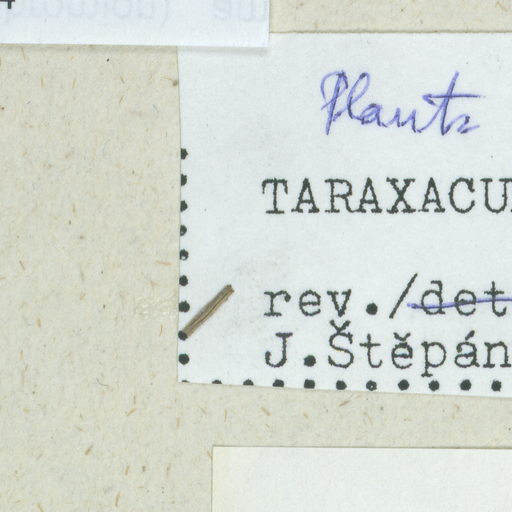 Plants
TARAXACU
rev./det
J.Štěpán